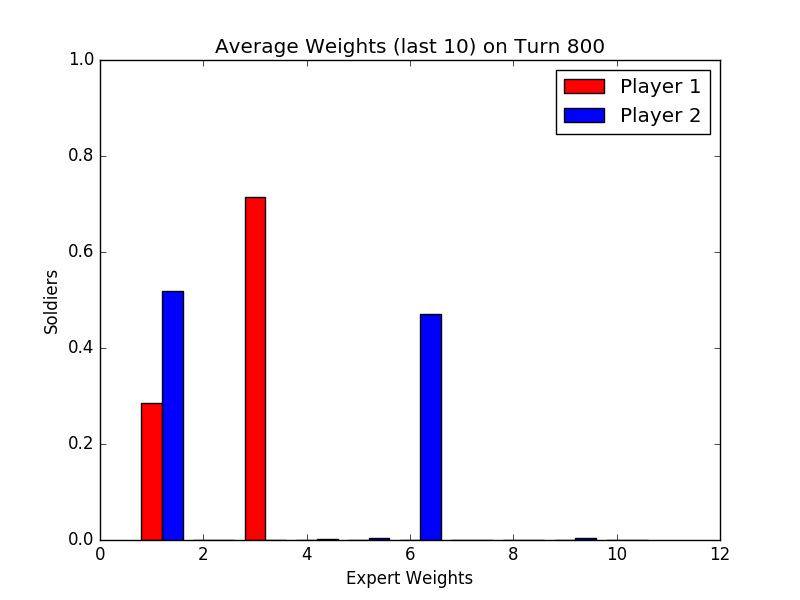 Average Weights (last 10) on Turn 800
1.0
0.8
0.6
0.4
0.2
0.0
Soldiers
Player 1
Player 2
0 2 4 6 8 10 12
Expert Weights